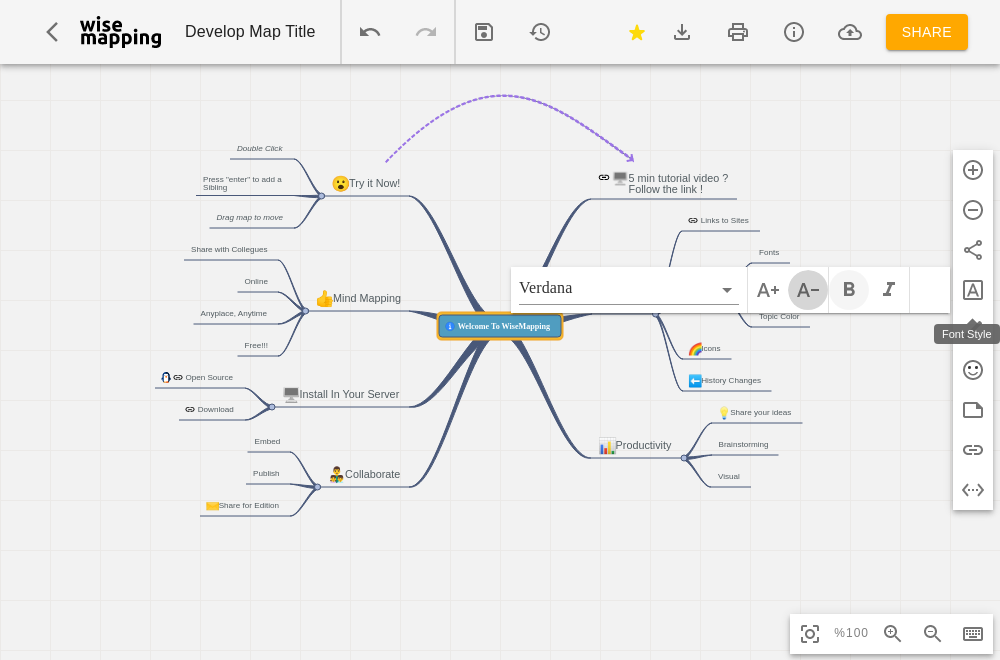 wise
mapping
Develop Map Title
SHARE
Double Click
Press "enter" to add a
Sibling
Drag map to move
Try it Now!
5 min tutorial video ?
Follow the link !
Links to Sites
Share with Collegues
Online
Anyplace, Anytime
Free!!!
Mind Mapping
Fonts
Verdana
A+
A−
B
I
Topic Color
Welcome To WiseMapping
Font Style
Icons
History Changes
Open Source
Download
Install In Your Server
Share your ideas
Brainstorming
Visual
Productivity
Embed
Publish
Share for Edition
Collaborate
%100